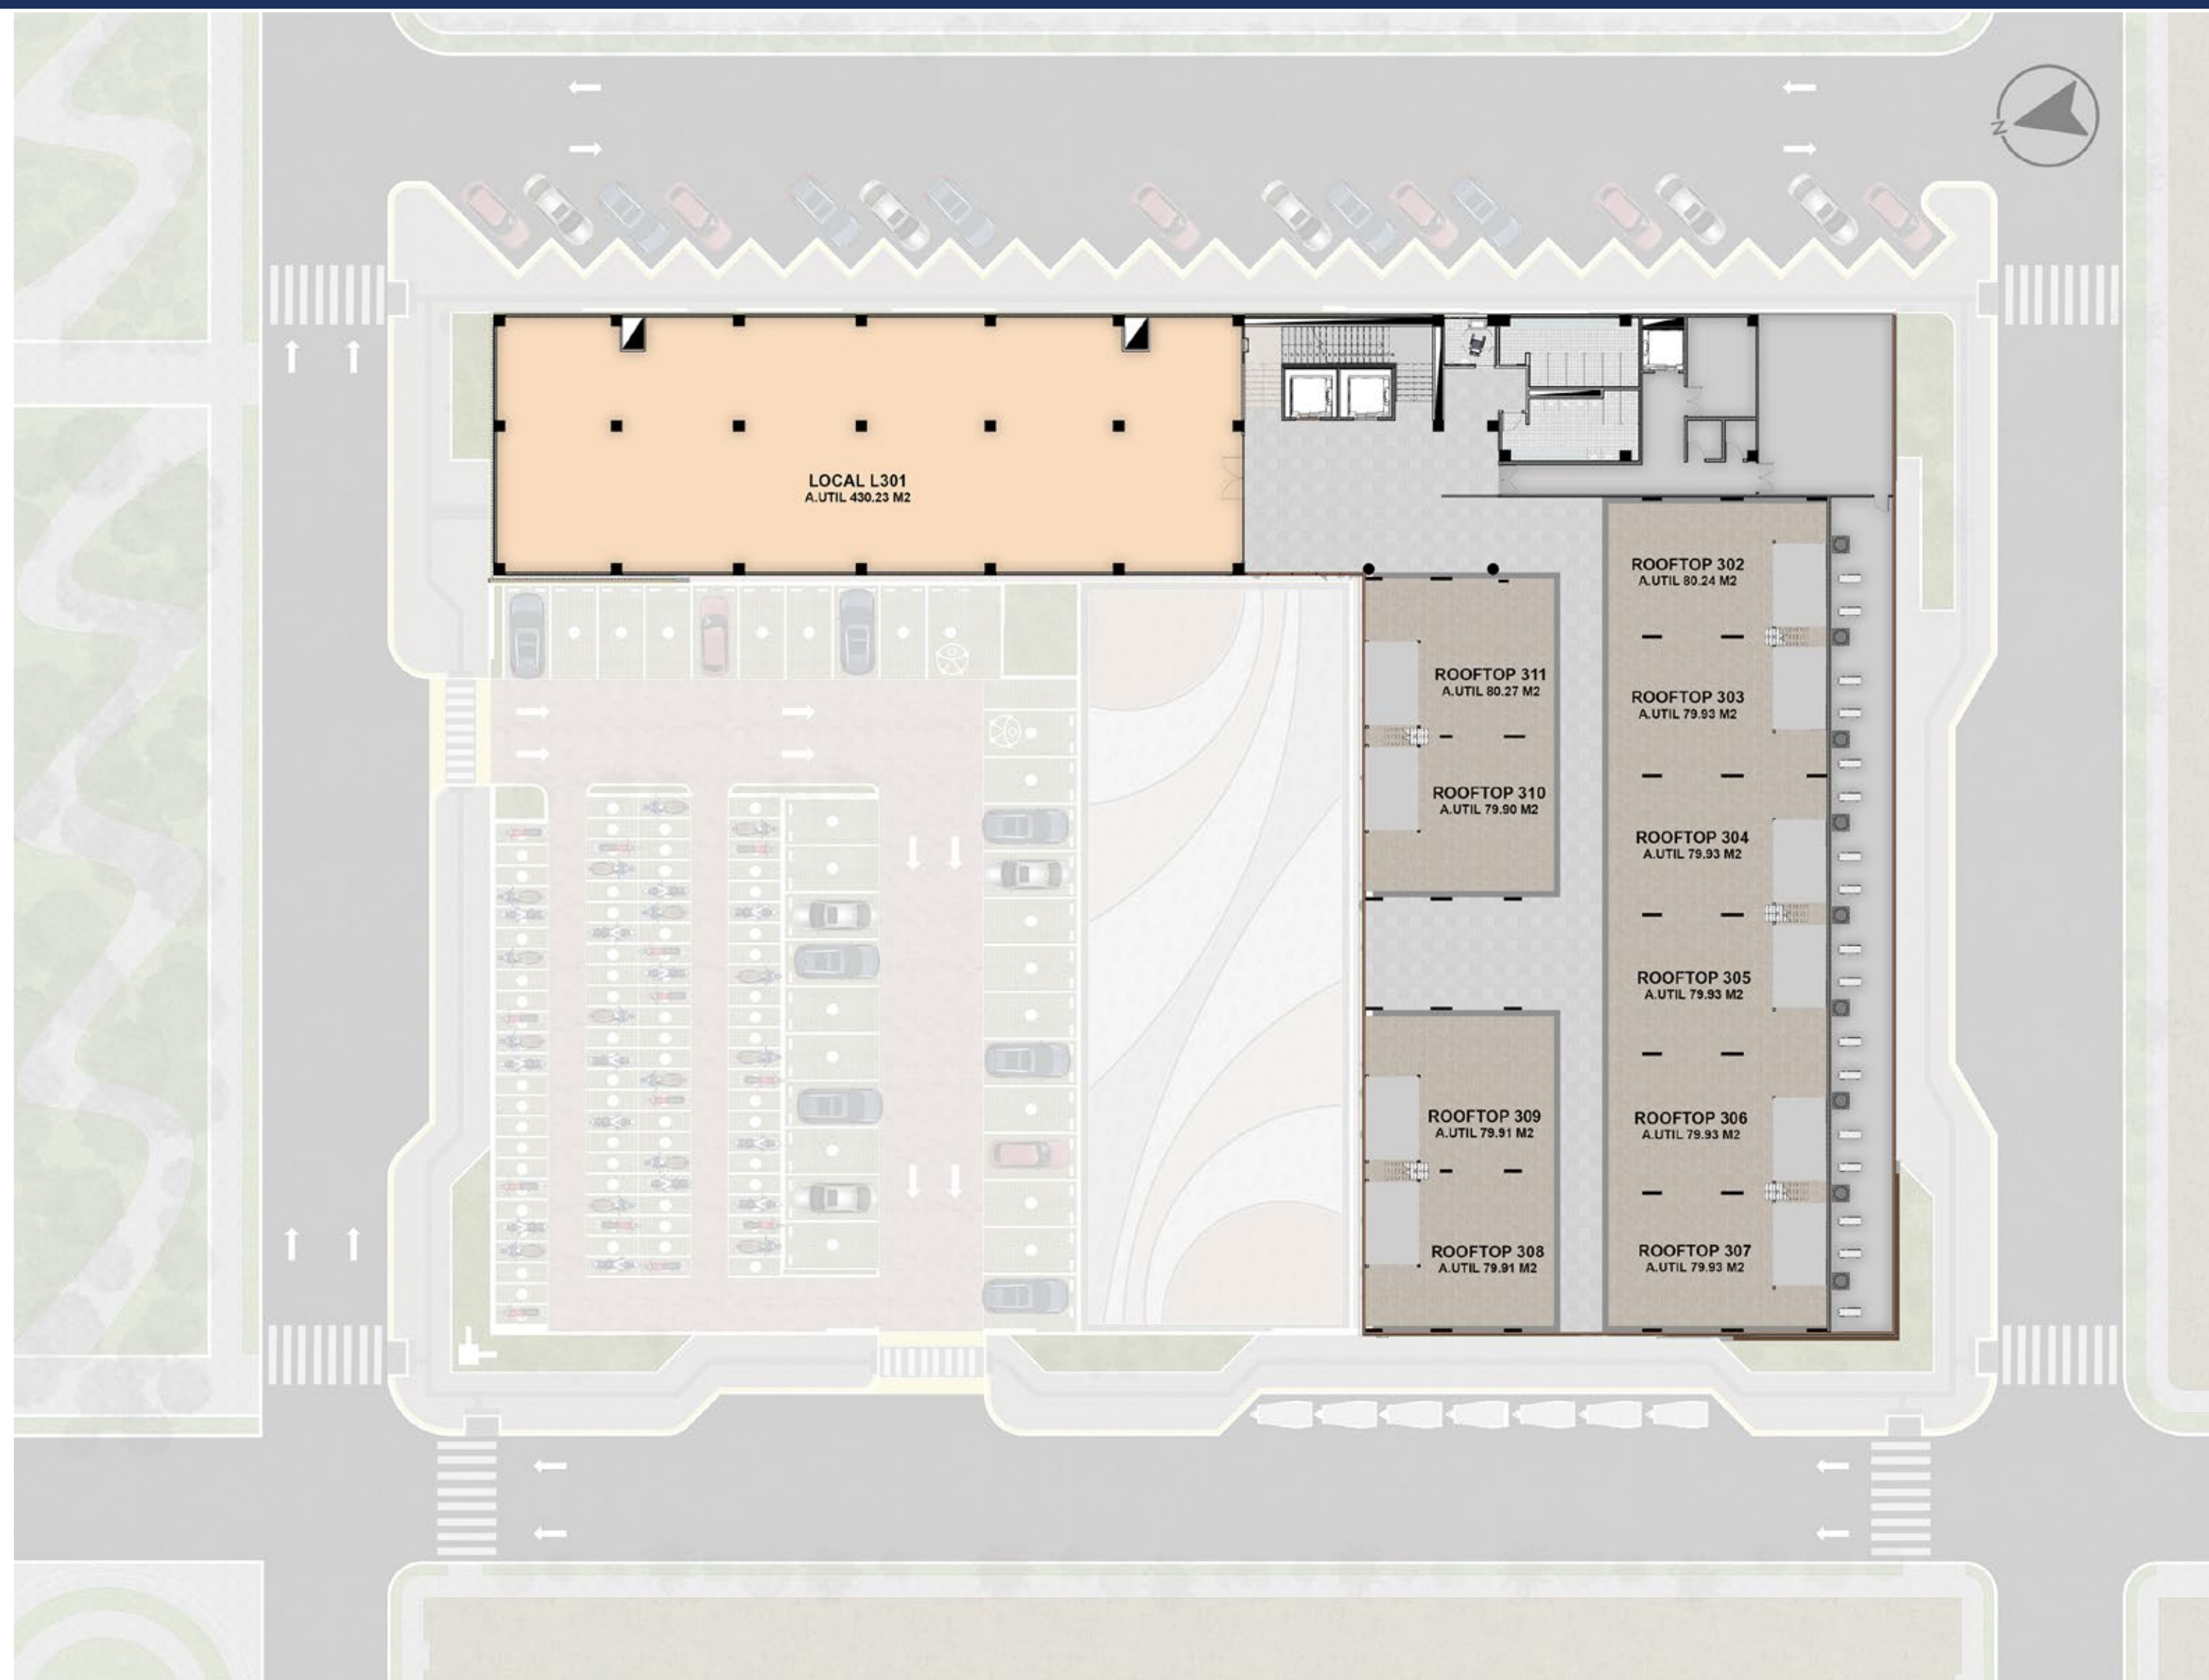 N
LOCAL L301
A.UTIL 430.23 M2
ROOFTOP 302
A.UTIL 80.24 M2
ROOFTOP 311
A.UTIL 80.27 M2
ROOFTOP 303
A.UTIL 79.93 M2
ROOFTOP 310
A.UTIL 79.90 M2
ROOFTOP 304
A.UTIL 79.93 M2
ROOFTOP 305
A.UTIL 79.93 M2
ROOFTOP 309
A.UTIL 79.91 M2
ROOFTOP 306
A.UTIL 79.93 M2
ROOFTOP 308
A.UTIL 79.91 M2
ROOFTOP 307
A.UTIL 79.93 M2